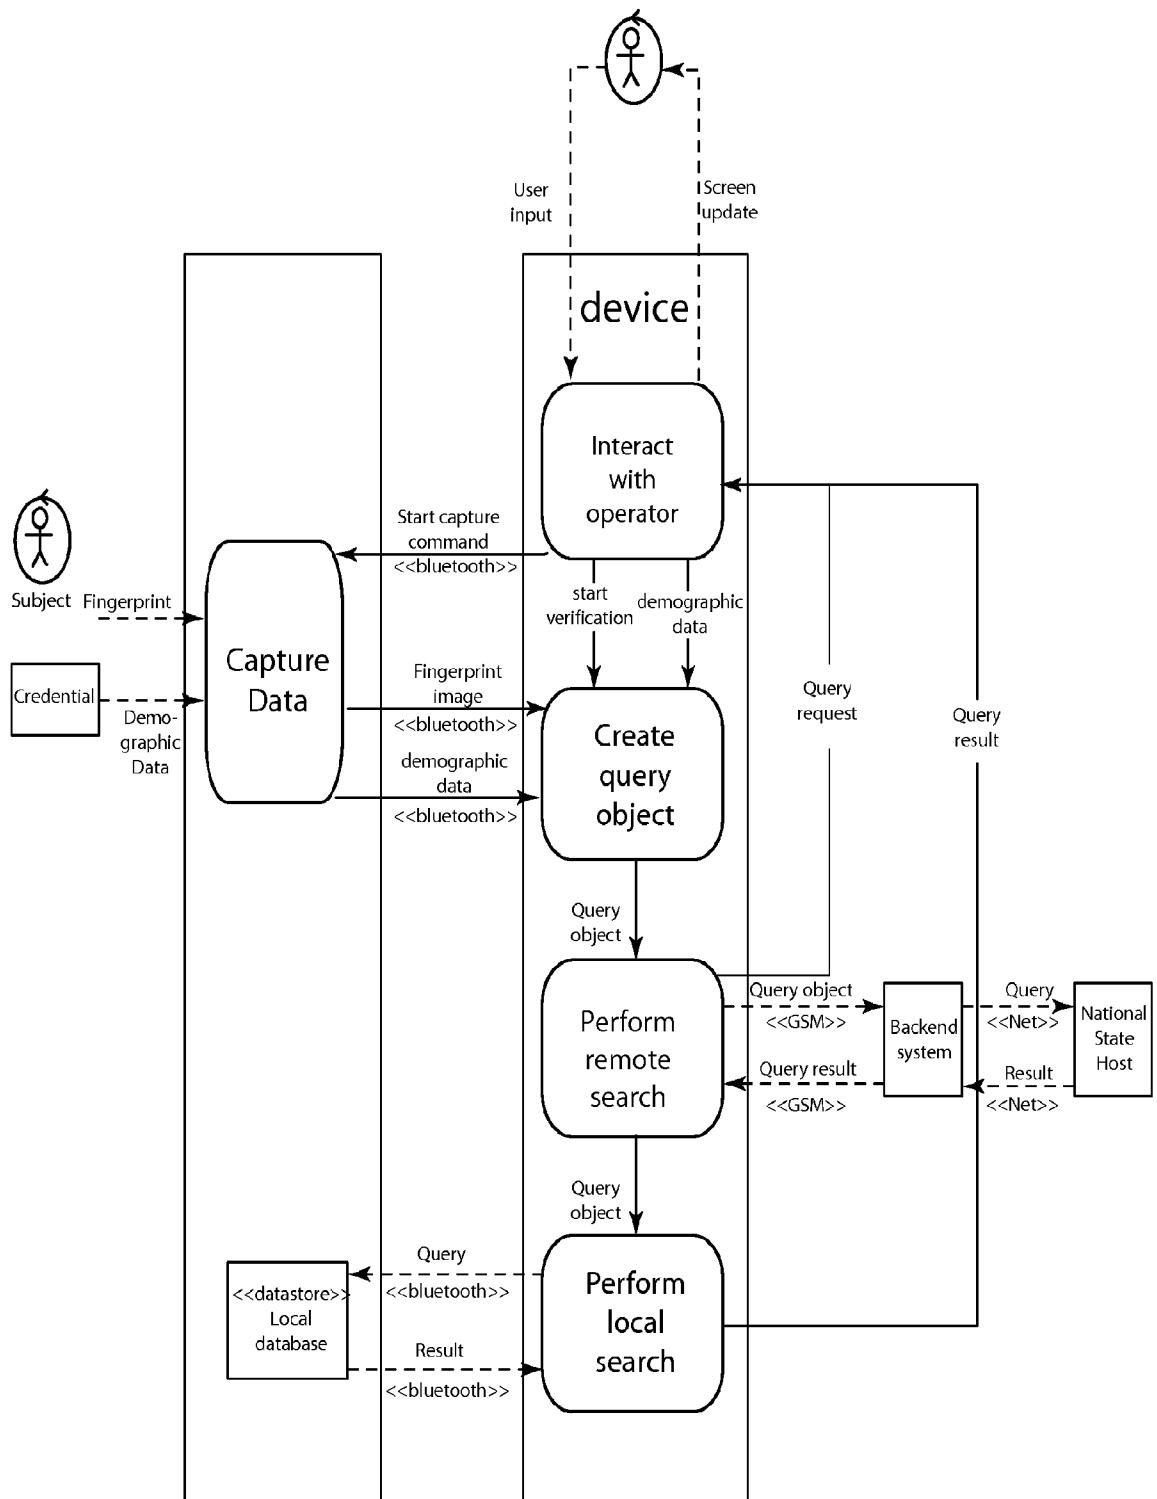 User
input
Screen
update
device
Interact
with
operator
Start capture
command
<<bluetooth>>
Subject
Fingerprint
start
verification
demographic
data
Capture
Data
Credential
Demo-
graphic
Data
Fingerprint
image
<<bluetooth>>
demographic
data
<<bluetooth>>
Create
query
object
Query
request
Query
result
Query
object
Perform
remote
search
Query object
<<GSM>>
Query result
<<GSM>>
Backend
system
Query
<<Net>>
Result
<<Net>>
National
State
Host
Query
object
Query
<<bluetooth>>
<<datastore>>
Local
database
Result
<<bluetooth>>
Perform
local
search